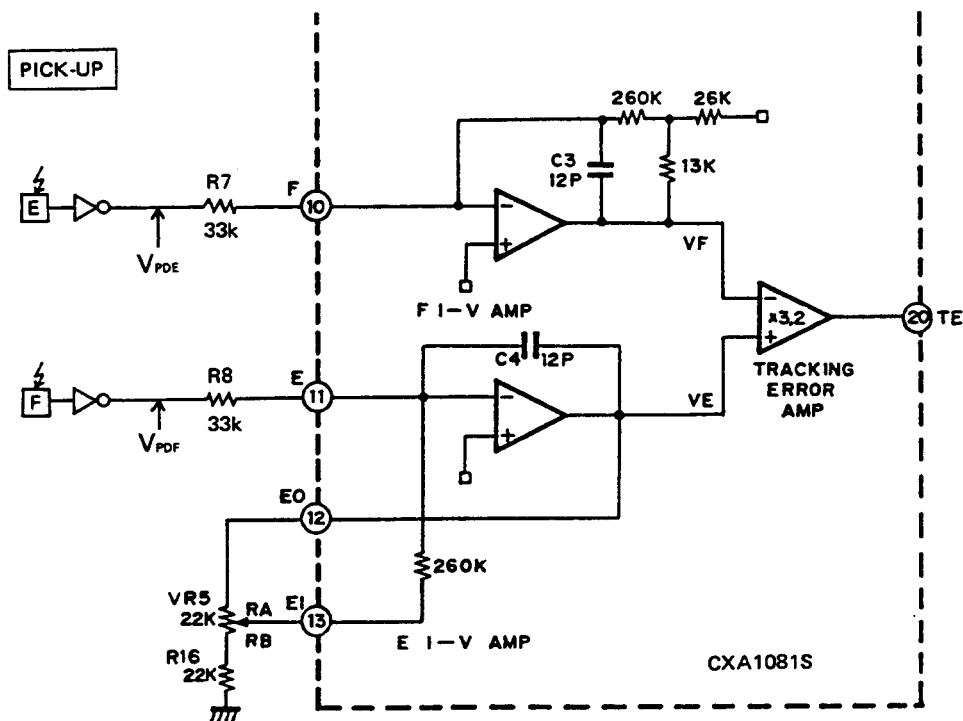 PICK-UP
260K 26K
C3
12P
13K
R7
F
E
10
33k
VPDE
−
+
VF
F I-V AMP
−
×3.2
+
20 TE
TRACKING
ERROR
AMP
C4 12P
R8
E
F
11
33k
VPDF
−
+
VE
EO
12
260K
VR5
22K
RA
RB
EI
13
E I-V AMP
R16
22K
CXA1081S